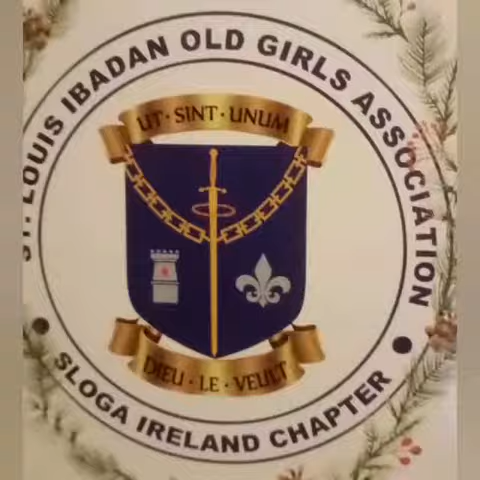 ST. LOUIS IBADAN OLD GIRLS ASSOCIATION
UT · SINT · UNUM
DIEU · LE · VEULT
SLOGA IRELAND CHAPTER